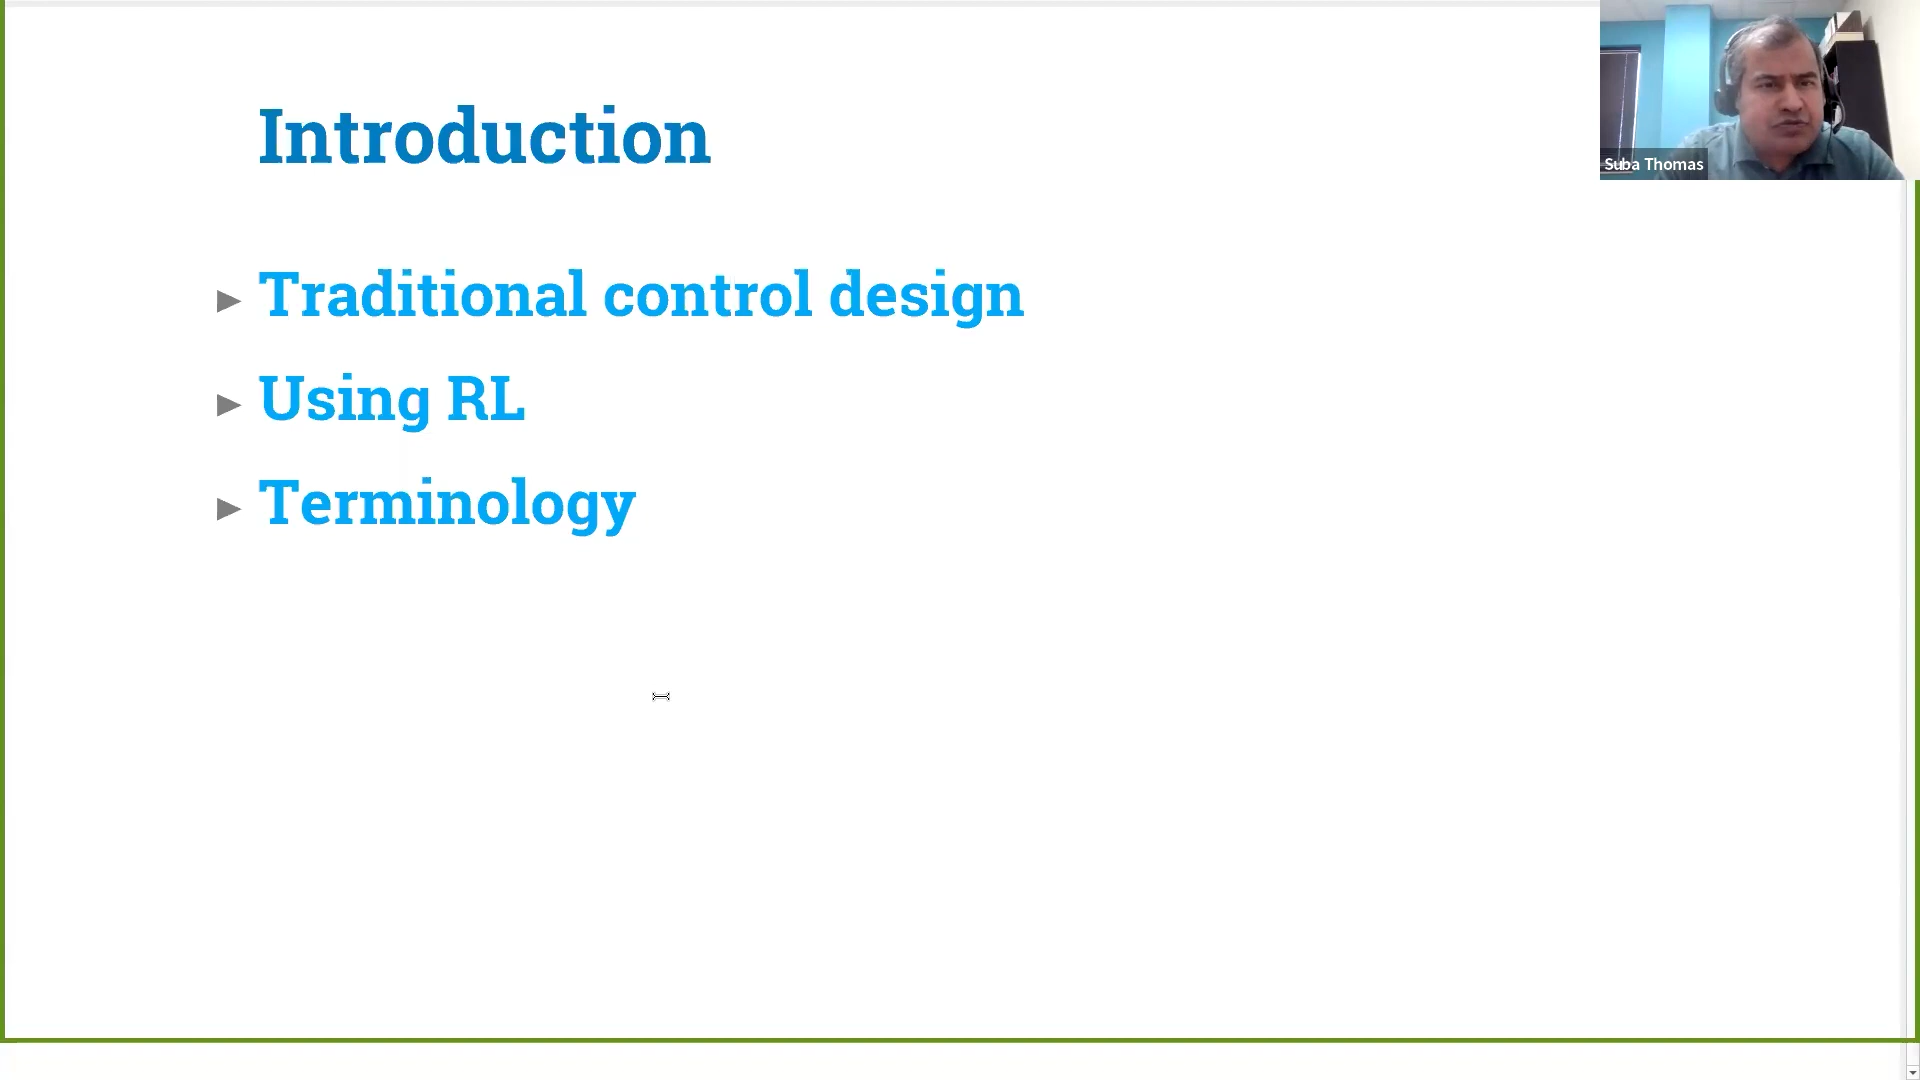 Introduction
Suba Thomas
Traditional control design
Using RL
Terminology